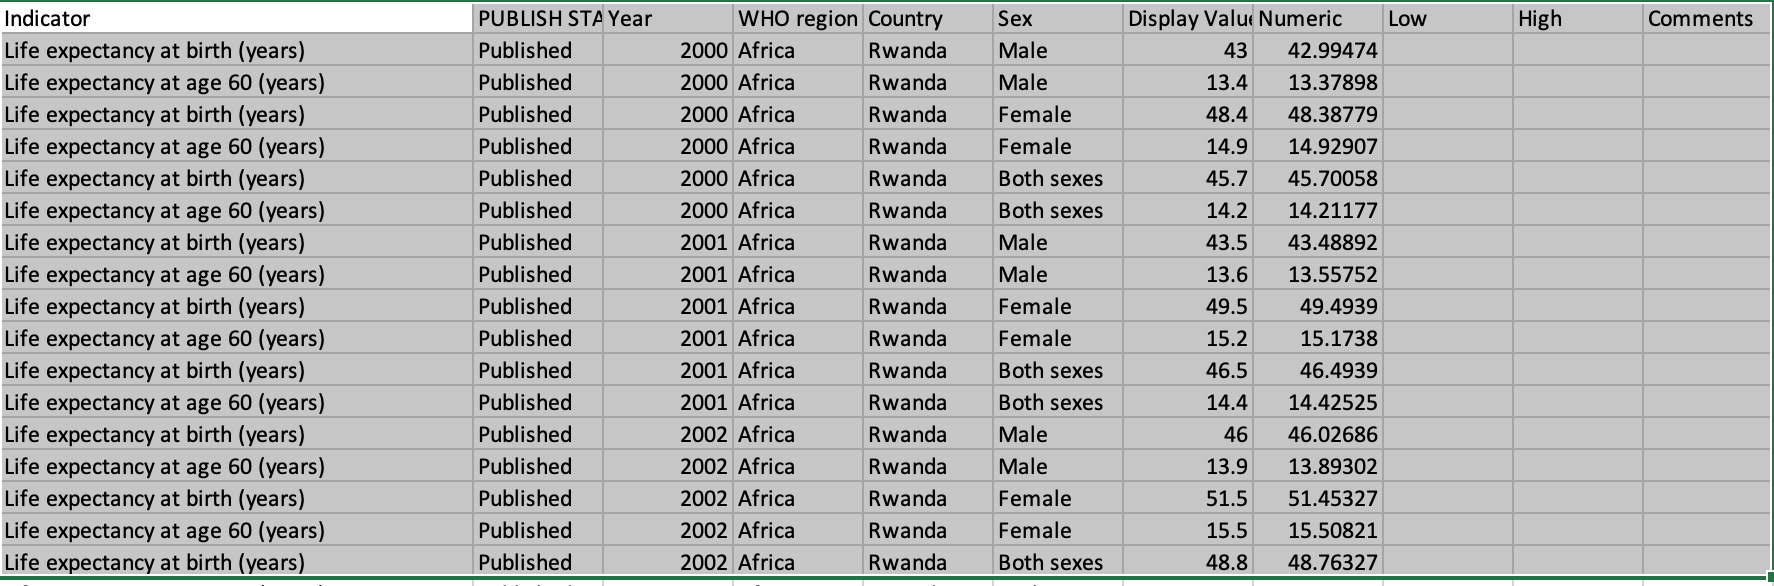 Indicator PUBLISH STA Year WHO region Country Sex Display Value Numeric Low High Comments
Life expectancy at birth (years) Published 2000 Africa Rwanda Male 43 42.99474
Life expectancy at age 60 (years) Published 2000 Africa Rwanda Male 13.4 13.37898
Life expectancy at birth (years) Published 2000 Africa Rwanda Female 48.4 48.38779
Life expectancy at age 60 (years) Published 2000 Africa Rwanda Female 14.9 14.92907
Life expectancy at birth (years) Published 2000 Africa Rwanda Both sexes 45.7 45.70058
Life expectancy at age 60 (years) Published 2000 Africa Rwanda Both sexes 14.2 14.21177
Life expectancy at birth (years) Published 2001 Africa Rwanda Male 43.5 43.48892
Life expectancy at age 60 (years) Published 2001 Africa Rwanda Male 13.6 13.55752
Life expectancy at birth (years) Published 2001 Africa Rwanda Female 49.5 49.4939
Life expectancy at age 60 (years) Published 2001 Africa Rwanda Female 15.2 15.1738
Life expectancy at birth (years) Published 2001 Africa Rwanda Both sexes 46.5 46.4939
Life expectancy at age 60 (years) Published 2001 Africa Rwanda Both sexes 14.4 14.42525
Life expectancy at birth (years) Published 2002 Africa Rwanda Male 46 46.02686
Life expectancy at age 60 (years) Published 2002 Africa Rwanda Male 13.9 13.89302
Life expectancy at birth (years) Published 2002 Africa Rwanda Female 51.5 51.45327
Life expectancy at age 60 (years) Published 2002 Africa Rwanda Female 15.5 15.50821
Life expectancy at birth (years) Published 2002 Africa Rwanda Both sexes 48.8 48.76327